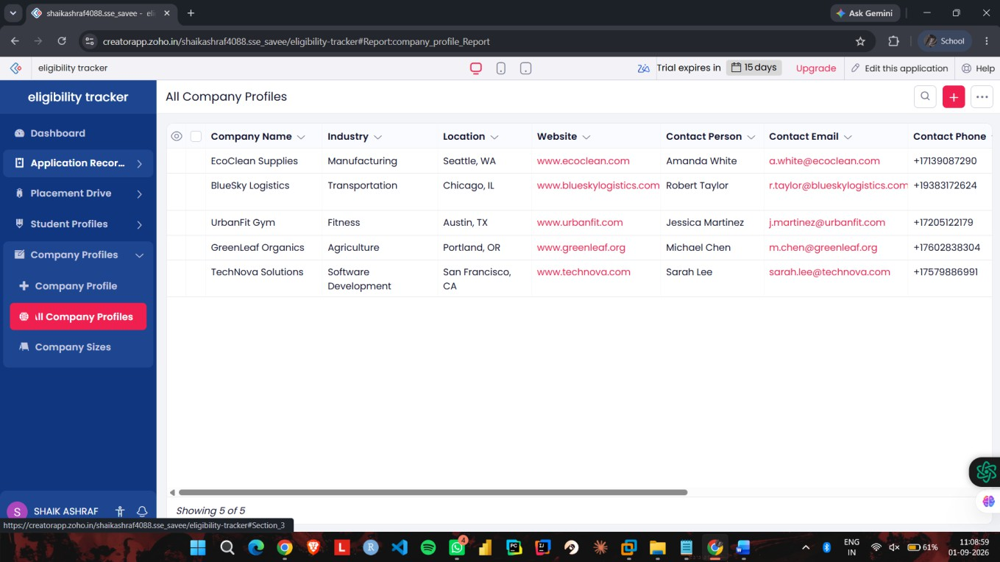 shaikashraf4088.sse_savee - eli
Ask Gemini
creatorapp.zoho.in/shaikashraf4088.sse_savee/eligibility-tracker#Report:company_profile_Report
School
eligibility tracker
Trial expires in 15 days Upgrade Edit this application Help
eligibility tracker
Dashboard
Application Recor...
Placement Drive
Student Profiles
Company Profiles
Company Profile
All Company Profiles
Company Sizes
SHAIK ASHRAF
S
https://creatorapp.zoho.in/shaikashraf4088.sse_savee/eligibility-tracker#Section_3
All Company Profiles
Company Name Industry Location Website Contact Person Contact Email Contact Phone
EcoClean Supplies Manufacturing Seattle, WA www.ecoclean.com Amanda White a.white@ecoclean.com +17139087290
BlueSky Logistics Transportation Chicago, IL www.blueskylogistics.com Robert Taylor r.taylor@blueskylogistics.com +19383172624
UrbanFit Gym Fitness Austin, TX www.urbanfit.com Jessica Martinez j.martinez@urbanfit.com +17205122179
GreenLeaf Organics Agriculture Portland, OR www.greenleaf.org Michael Chen m.chen@greenleaf.org +17602838304
TechNova Solutions Software San Francisco, www.technova.com Sarah Lee sarah.lee@technova.com +17579886991
Development CA
Showing 5 of 5
4
L
R
PC
IJ
W
ENG
IN
61%
11:08:59
01-09-2026